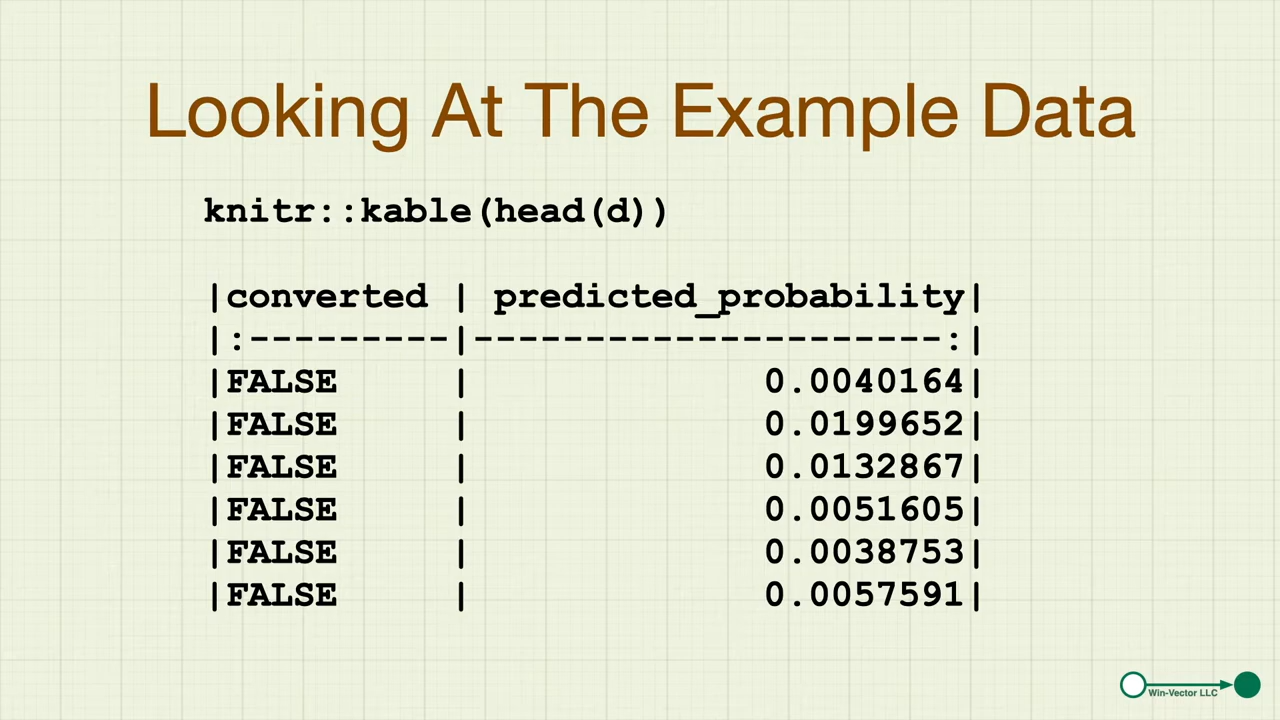 Looking At The Example Data
knitr::kable(head(d))
|converted | predicted_probability|
|:---------|---------------------:|
|FALSE     |             0.0040164|
|FALSE     |             0.0199652|
|FALSE     |             0.0132867|
|FALSE     |             0.0051605|
|FALSE     |             0.0038753|
|FALSE     |             0.0057591|
Win-Vector LLC